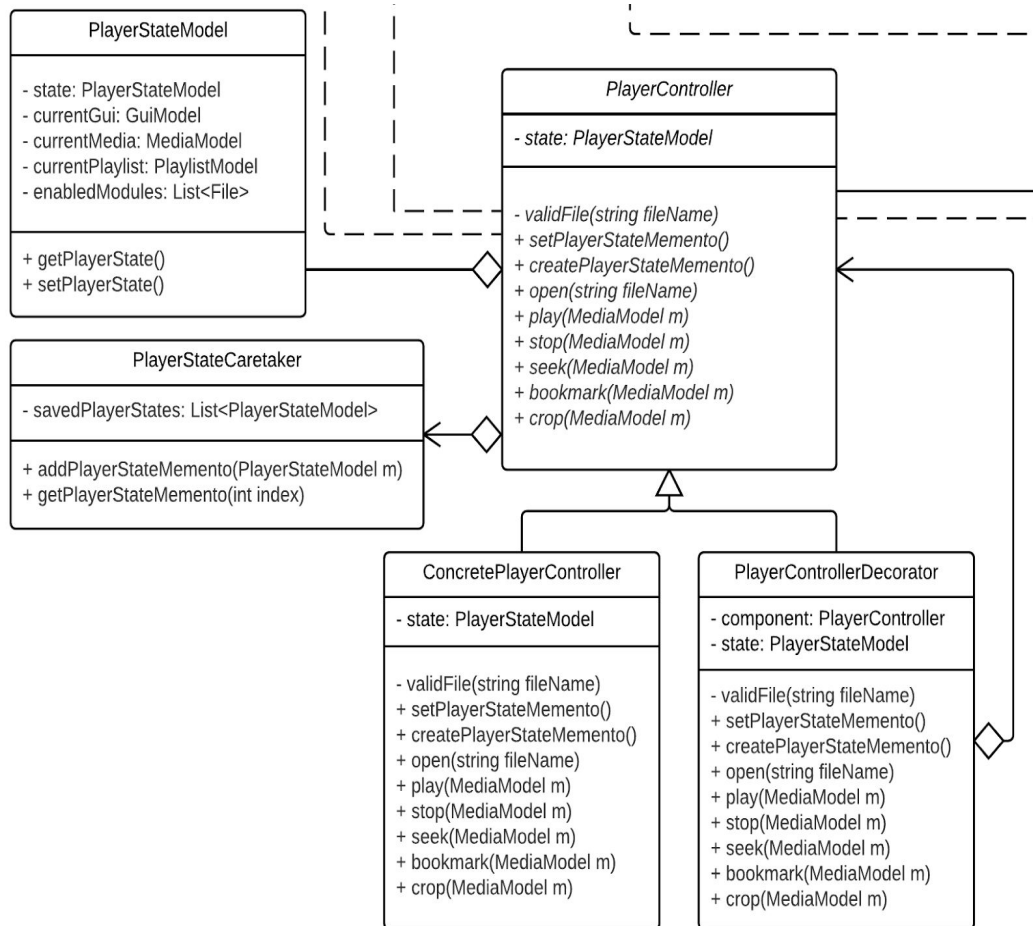 PlayerStateModel
- state: PlayerStateModel
- currentGui: GuiModel
- currentMedia: MediaModel
- currentPlaylist: PlaylistModel
- enabledModules: List<File>
+ getPlayerState()
+ setPlayerState()
PlayerController
- state: PlayerStateModel
- validFile(string fileName)
+ setPlayerStateMemento()
+ createPlayerStateMemento()
+ open(string fileName)
+ play(MediaModel m)
+ stop(MediaModel m)
+ seek(MediaModel m)
+ bookmark(MediaModel m)
+ crop(MediaModel m)
PlayerStateCaretaker
- savedPlayerStates: List<PlayerStateModel>
+ addPlayerStateMemento(PlayerStateModel m)
+ getPlayerStateMemento(int index)
ConcretePlayerController
- state: PlayerStateModel
- validFile(string fileName)
+ setPlayerStateMemento()
+ createPlayerStateMemento()
+ open(string fileName)
+ play(MediaModel m)
+ stop(MediaModel m)
+ seek(MediaModel m)
+ bookmark(MediaModel m)
+ crop(MediaModel m)
PlayerControllerDecorator
- component: PlayerController
- state: PlayerStateModel
- validFile(string fileName)
+ setPlayerStateMemento()
+ createPlayerStateMemento()
+ open(string fileName)
+ play(MediaModel m)
+ stop(MediaModel m)
+ seek(MediaModel m)
+ bookmark(MediaModel m)
+ crop(MediaModel m)